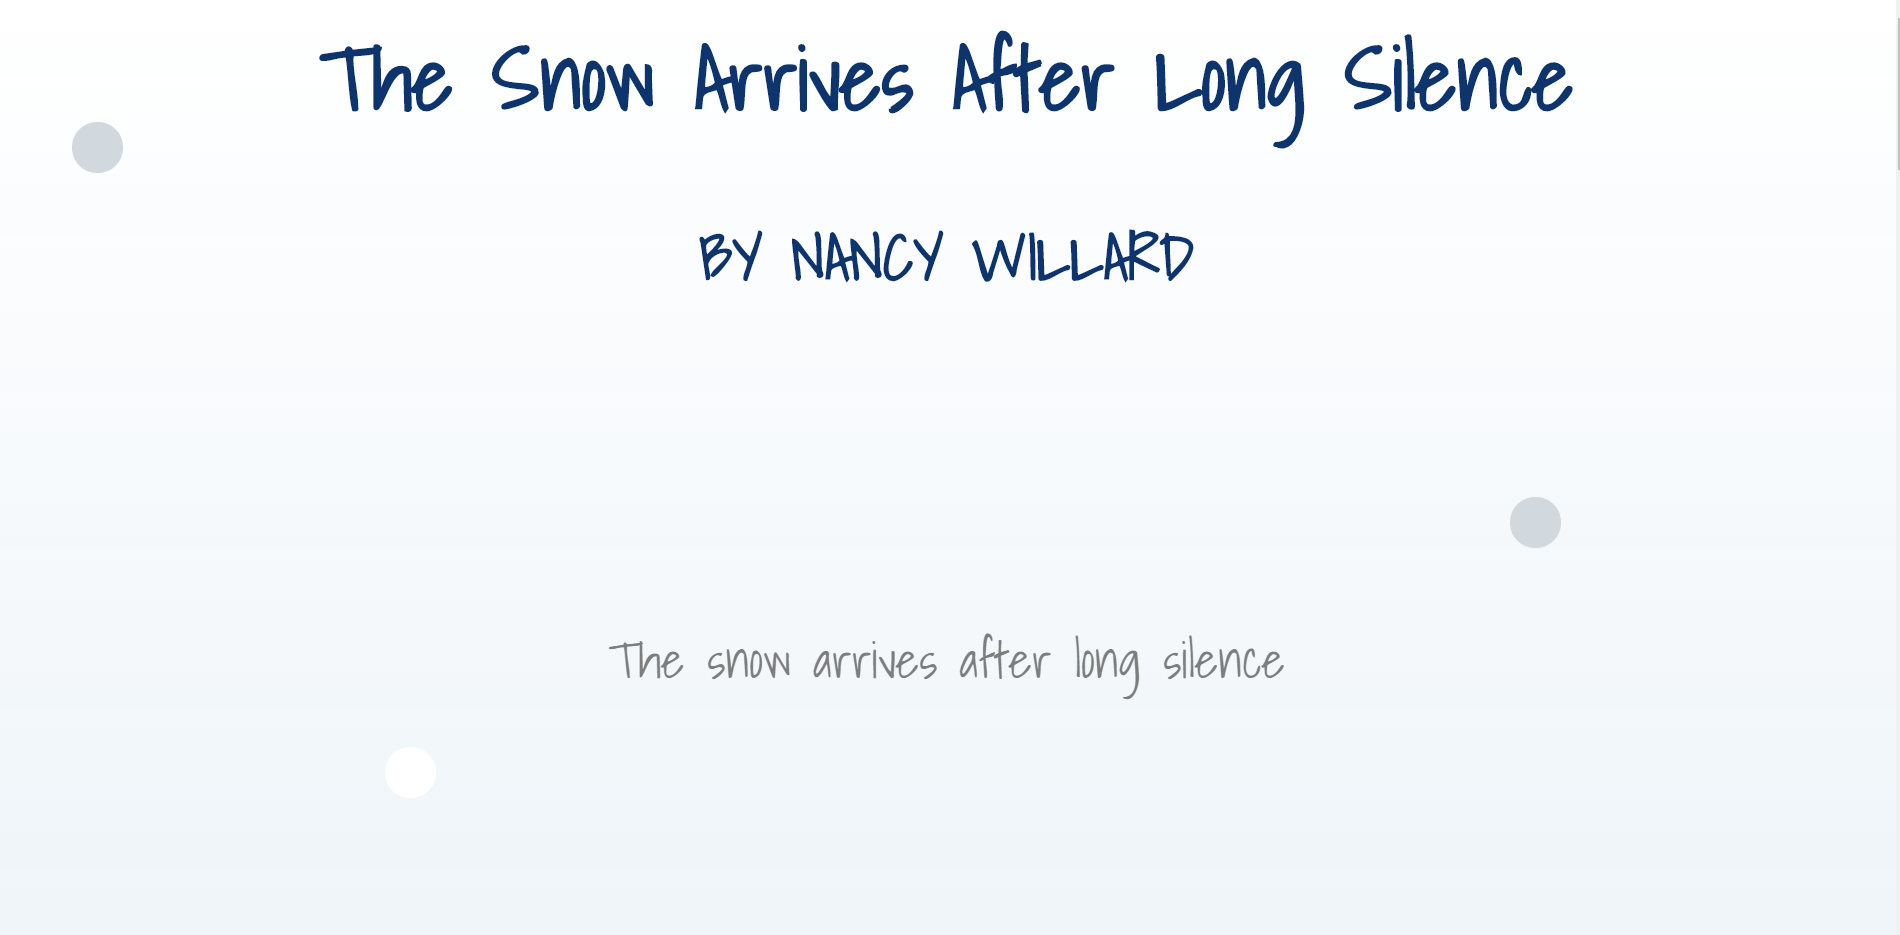 The Snow Arrives After Long Silence
BY NANCY WILLARD
The snow arrives after long silence